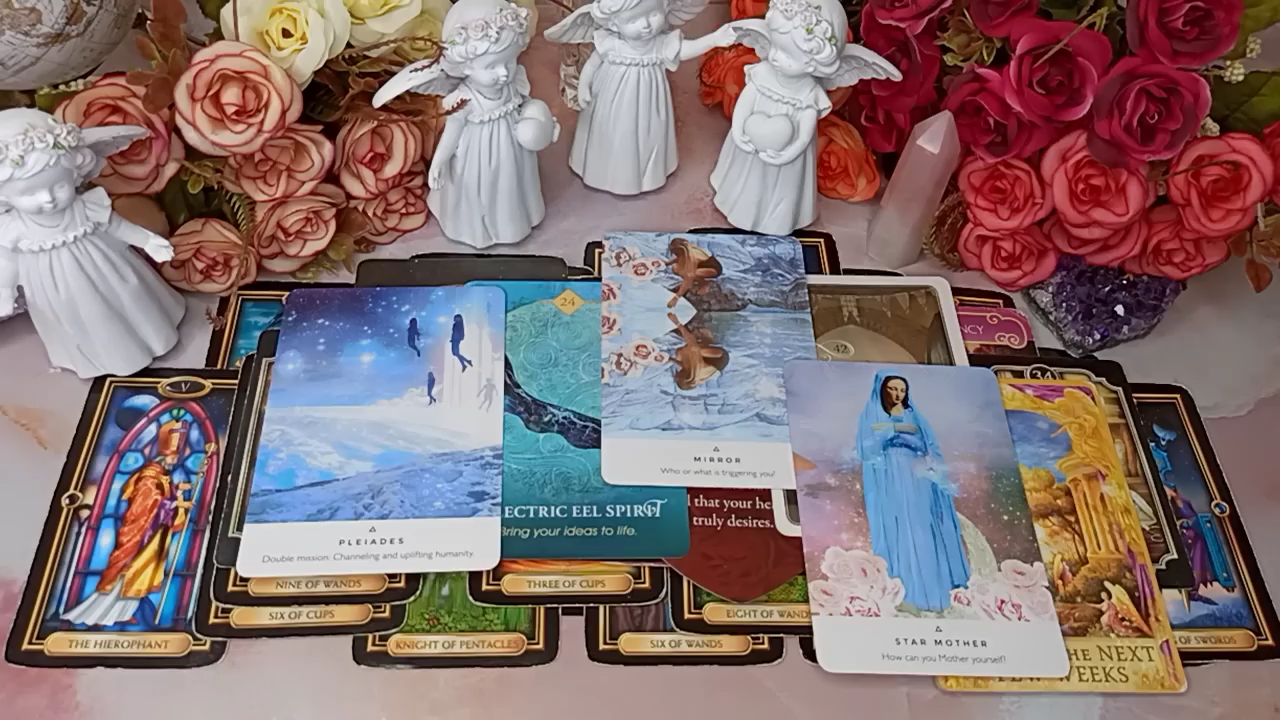 V
24
42
NCY
34
MIRROR
Who or what is triggering you?
ECTRIC EEL SPIRIT
Bring your ideas to life.
that your he
truly desires.
PLEIADES
Double mission: Channeling and uplifting humanity.
NINE OF WANDS
THREE OF CUPS
SIX OF CUPS
EIGHT OF WAND
THE HIEROPHANT
KNIGHT OF PENTACLES
SIX OF WANDS
STAR MOTHER
How can you Mother yourself?
OF SWORDS
THE NEXT
FEW WEEKS